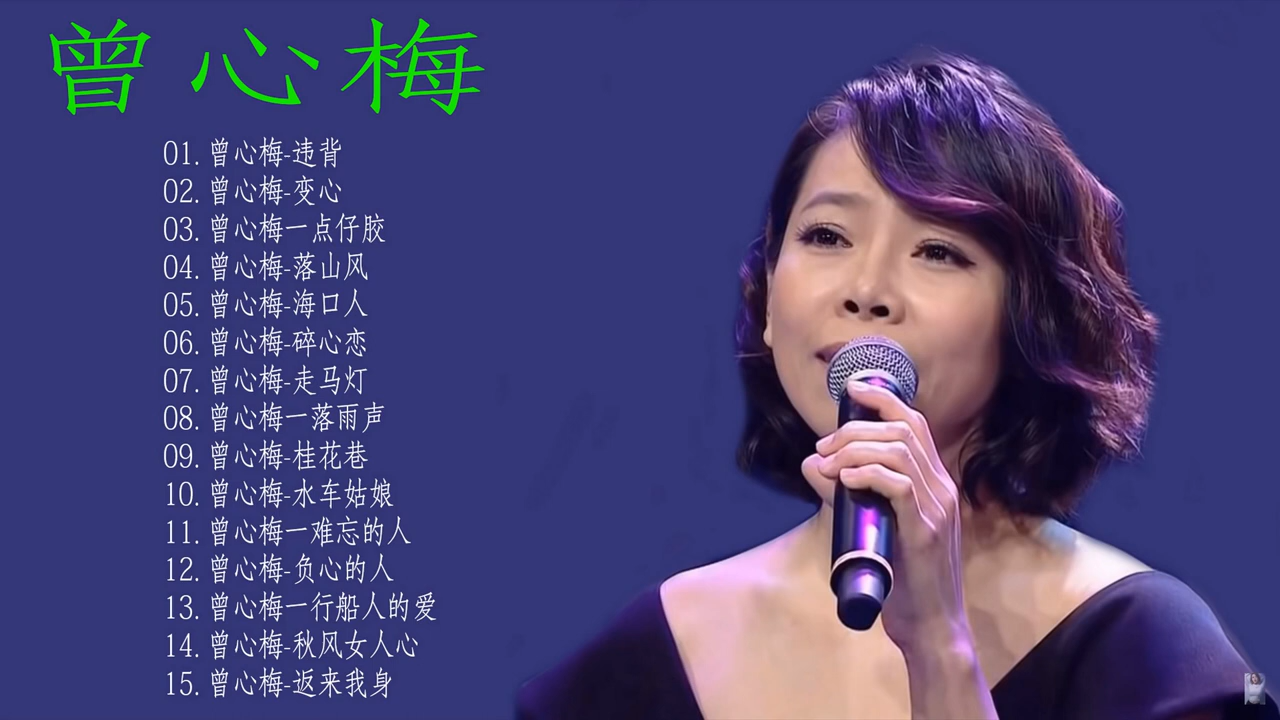 曾心梅
01. 曾心梅-违背
02. 曾心梅-变心
03. 曾心梅一点仔胶
04. 曾心梅-落山风
05. 曾心梅-海口人
06. 曾心梅-碎心恋
07. 曾心梅-走马灯
08. 曾心梅一落雨声
09. 曾心梅-桂花巷
10. 曾心梅-水车姑娘
11. 曾心梅一难忘的人
12. 曾心梅-负心的人
13. 曾心梅一行船人的爱
14. 曾心梅-秋风女人心
15. 曾心梅-返来我身